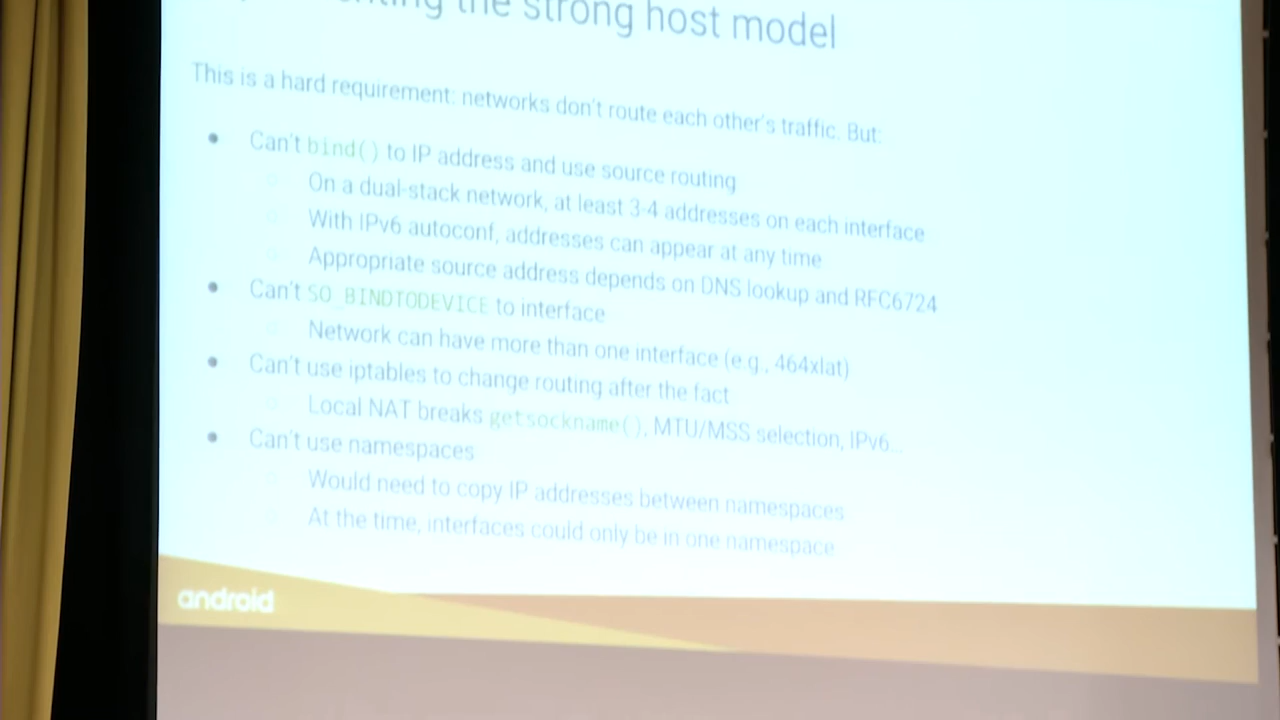 the strong host model
This is a hard requirement: networks don't route each other's traffic. But:
Can't bind() to IP address and use source routing
On a dual-stack network, at least 3-4 addresses on each interface
With IPv6 autoconf, addresses can appear at any time
Appropriate source address depends on DNS lookup and RFC6724
Can't SO_BINDTODEVICE to interface
Network can have more than one interface (e.g., 464xlat)
Can't use iptables to change routing after the fact
Local NAT breaks getsockname(), MTU/MSS selection, IPv6...
Can't use namespaces
Would need to copy IP addresses between namespaces
At the time, interfaces could only be in one namespace
android